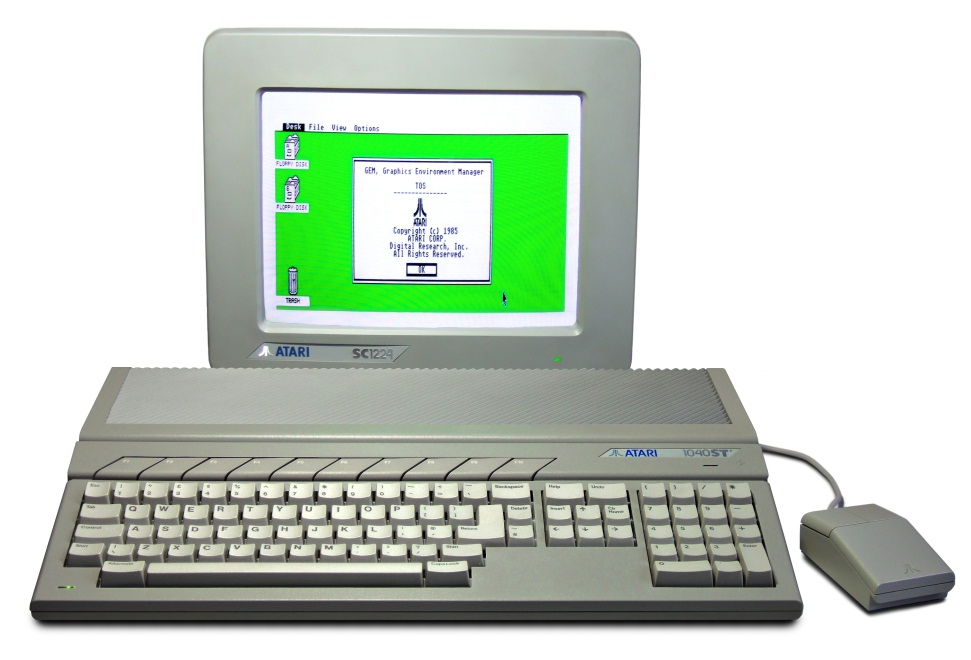 Desk File View Options
FLOPPY DISK
FLOPPY DISK
TRASH
GEM, Graphics Environment Manager
TOS
---------------
ATARI
Copyright (c) 1985
ATARI CORP.
Digital Research, Inc.
All Rights Reserved.
OK
ATARI SC1224
ATARI 1040STF
Esc 1 2 3 4 5 6 7 8 9 0 Backspace Help Undo ( ) / *
Tab Q W E R T Y U I O P Delete Insert Clr Home 7 8 9 -
Control A S D F G H J K L Return 4 5 6 +
Shift Z X C V B N M Shift 1 2 3 Enter
Alternate CapsLock 0